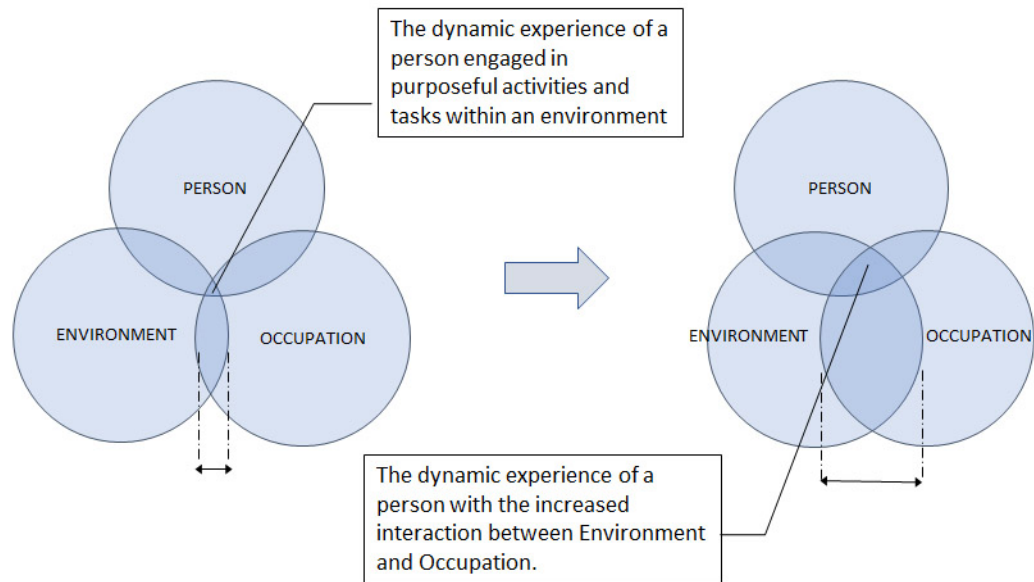 The dynamic experience of a
person engaged in
purposeful activities and
tasks within an environment
PERSON
ENVIRONMENT
OCCUPATION
PERSON
ENVIRONMENT
OCCUPATION
The dynamic experience of a
person with the increased
interaction between Environment
and Occupation.